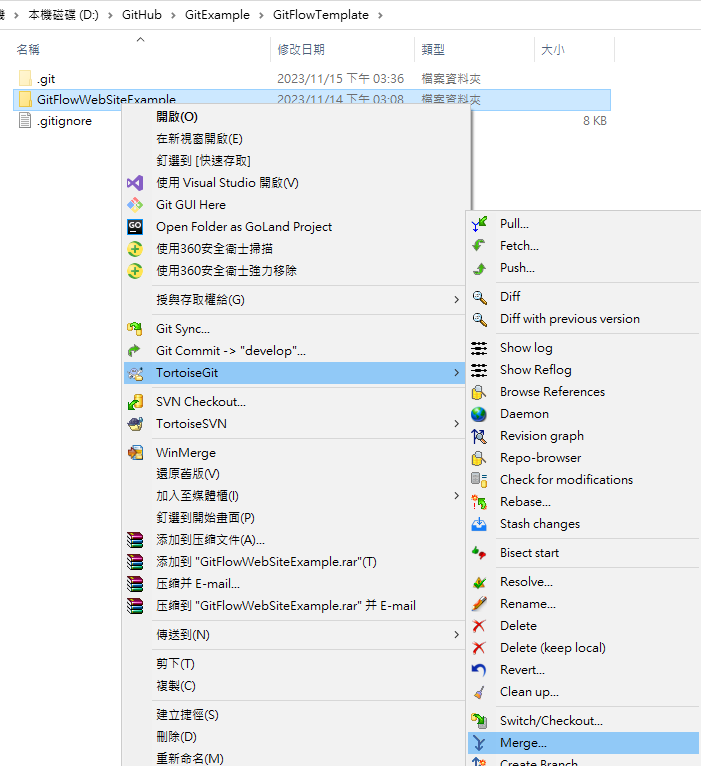 本機磁碟 (D:) > GitHub > GitExample > GitFlowTemplate >
名稱 修改日期 類型 大小
.git 2023/11/15 下午 03:36 檔案資料夾
GitFlowWebSiteExample 2023/11/14 下午 03:08 檔案資料夾
.gitignore 8 KB
開啟(O)
在新視窗開啟(E)
釘選到 [快速存取]
使用 Visual Studio 開啟(V)
Git GUI Here
Open Folder as GoLand Project
使用360安全衛士掃描
使用360安全衛士強力移除
授與存取權給(G)
Git Sync...
Git Commit -> "develop"...
TortoiseGit
SVN Checkout...
TortoiseSVN
WinMerge
還原舊版(V)
加入至媒體櫃(I)
釘選到開始畫面(P)
添加到压缩文件(A)...
添加到 "GitFlowWebSiteExample.rar"(T)
压缩并 E-mail...
压缩到 "GitFlowWebSiteExample.rar" 并 E-mail
傳送到(N)
剪下(T)
複製(C)
建立捷徑(S)
刪除(D)
重新命名(M)
Pull...
Fetch...
Push...
Diff
Diff with previous version
Show log
Show Reflog
Browse References
Daemon
Revision graph
Repo-browser
Check for modifications
Rebase...
Stash changes
Bisect start
Resolve...
Rename...
Delete
Delete (keep local)
Revert...
Clean up...
Switch/Checkout...
Merge...
Create Branch